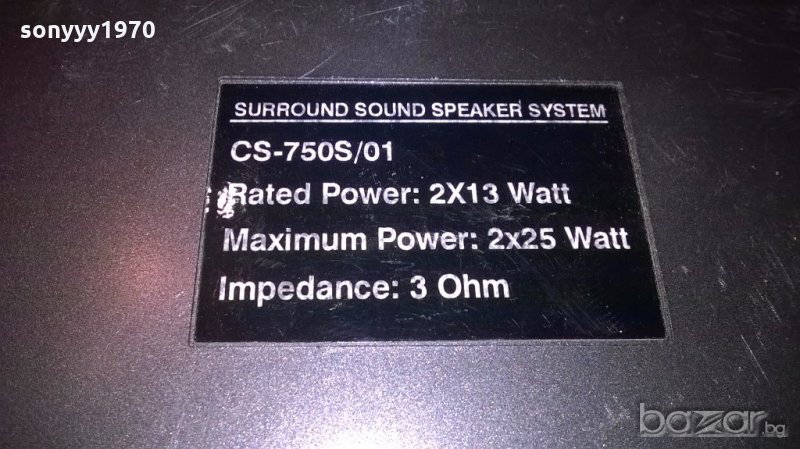 sonyyy1970
SURROUND SOUND SPEAKER SYSTEM
CS-750S/01
Rated Power: 2X13 Watt
Maximum Power: 2x25 Watt
Impedance: 3 Ohm
bazar.bg